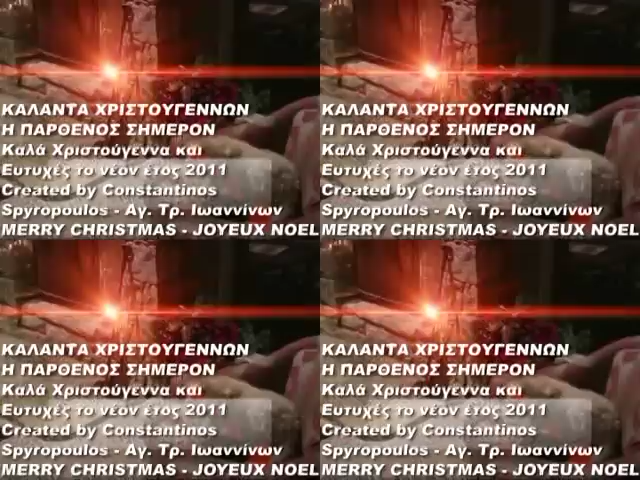 ΚΑΛΑΝΤΑ ΧΡΙΣΤΟΥΓΕΝΝΩΝ
Η ΠΑΡΘΕΝΟΣ ΣΗΜΕΡΟΝ
Καλά Χριστούγεννα και
Ευτυχές το νέον έτος 2011
Created by Constantinos
Spyropoulos - Αγ. Τρ. Ιωαννίνων
MERRY CHRISTMAS - JOYEUX NOEL
ΚΑΛΑΝΤΑ ΧΡΙΣΤΟΥΓΕΝΝΩΝ
Η ΠΑΡΘΕΝΟΣ ΣΗΜΕΡΟΝ
Καλά Χριστούγεννα και
Ευτυχές το νέον έτος 2011
Created by Constantinos
Spyropoulos - Αγ. Τρ. Ιωαννίνων
MERRY CHRISTMAS - JOYEUX NOEL
ΚΑΛΑΝΤΑ ΧΡΙΣΤΟΥΓΕΝΝΩΝ
Η ΠΑΡΘΕΝΟΣ ΣΗΜΕΡΟΝ
Καλά Χριστούγεννα και
Ευτυχές το νέον έτος 2011
Created by Constantinos
Spyropoulos - Αγ. Τρ. Ιωαννίνων
MERRY CHRISTMAS - JOYEUX NOEL
ΚΑΛΑΝΤΑ ΧΡΙΣΤΟΥΓΕΝΝΩΝ
Η ΠΑΡΘΕΝΟΣ ΣΗΜΕΡΟΝ
Καλά Χριστούγεννα και
Ευτυχές το νέον έτος 2011
Created by Constantinos
Spyropoulos - Αγ. Τρ. Ιωαννίνων
MERRY CHRISTMAS - JOYEUX NOEL